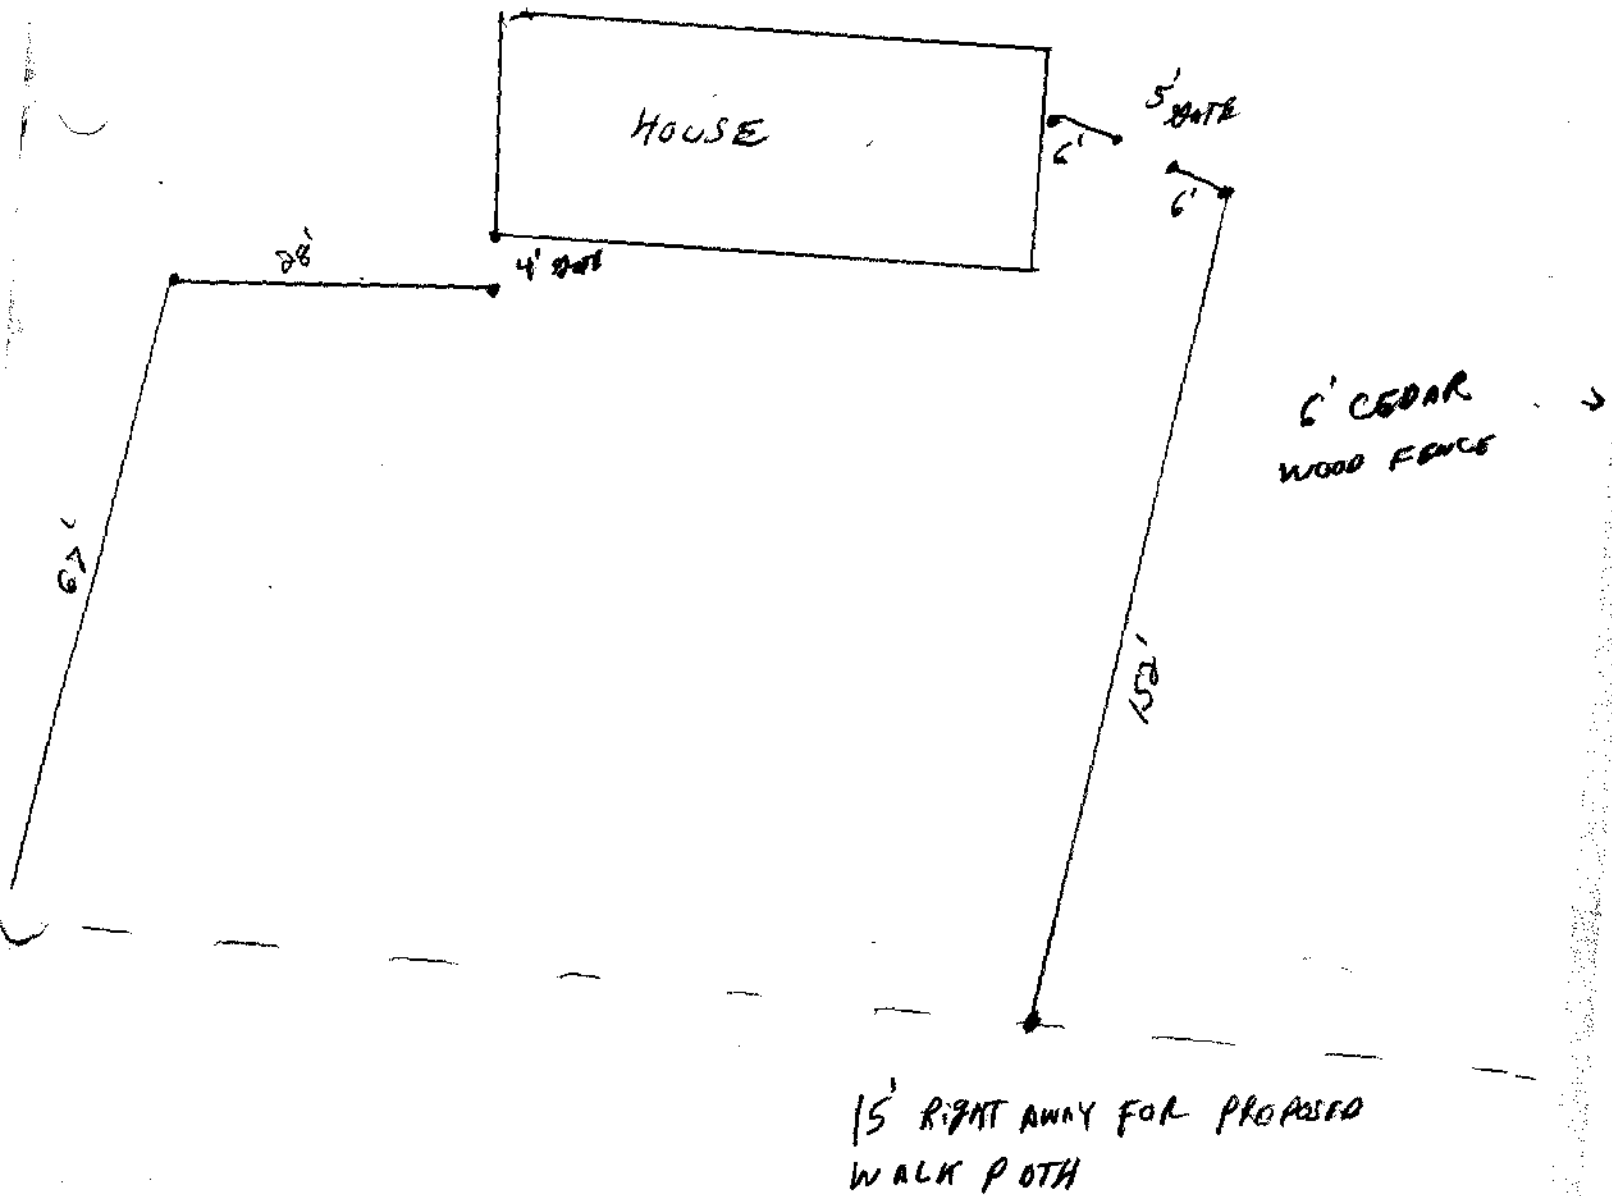 HOUSE
5' GATE
6'
6'
28'
4' GATE
6' CEDAR
WOOD FENCE
67'
152'
15' RIGHT AWAY FOR PROPOSED
WALK POTH